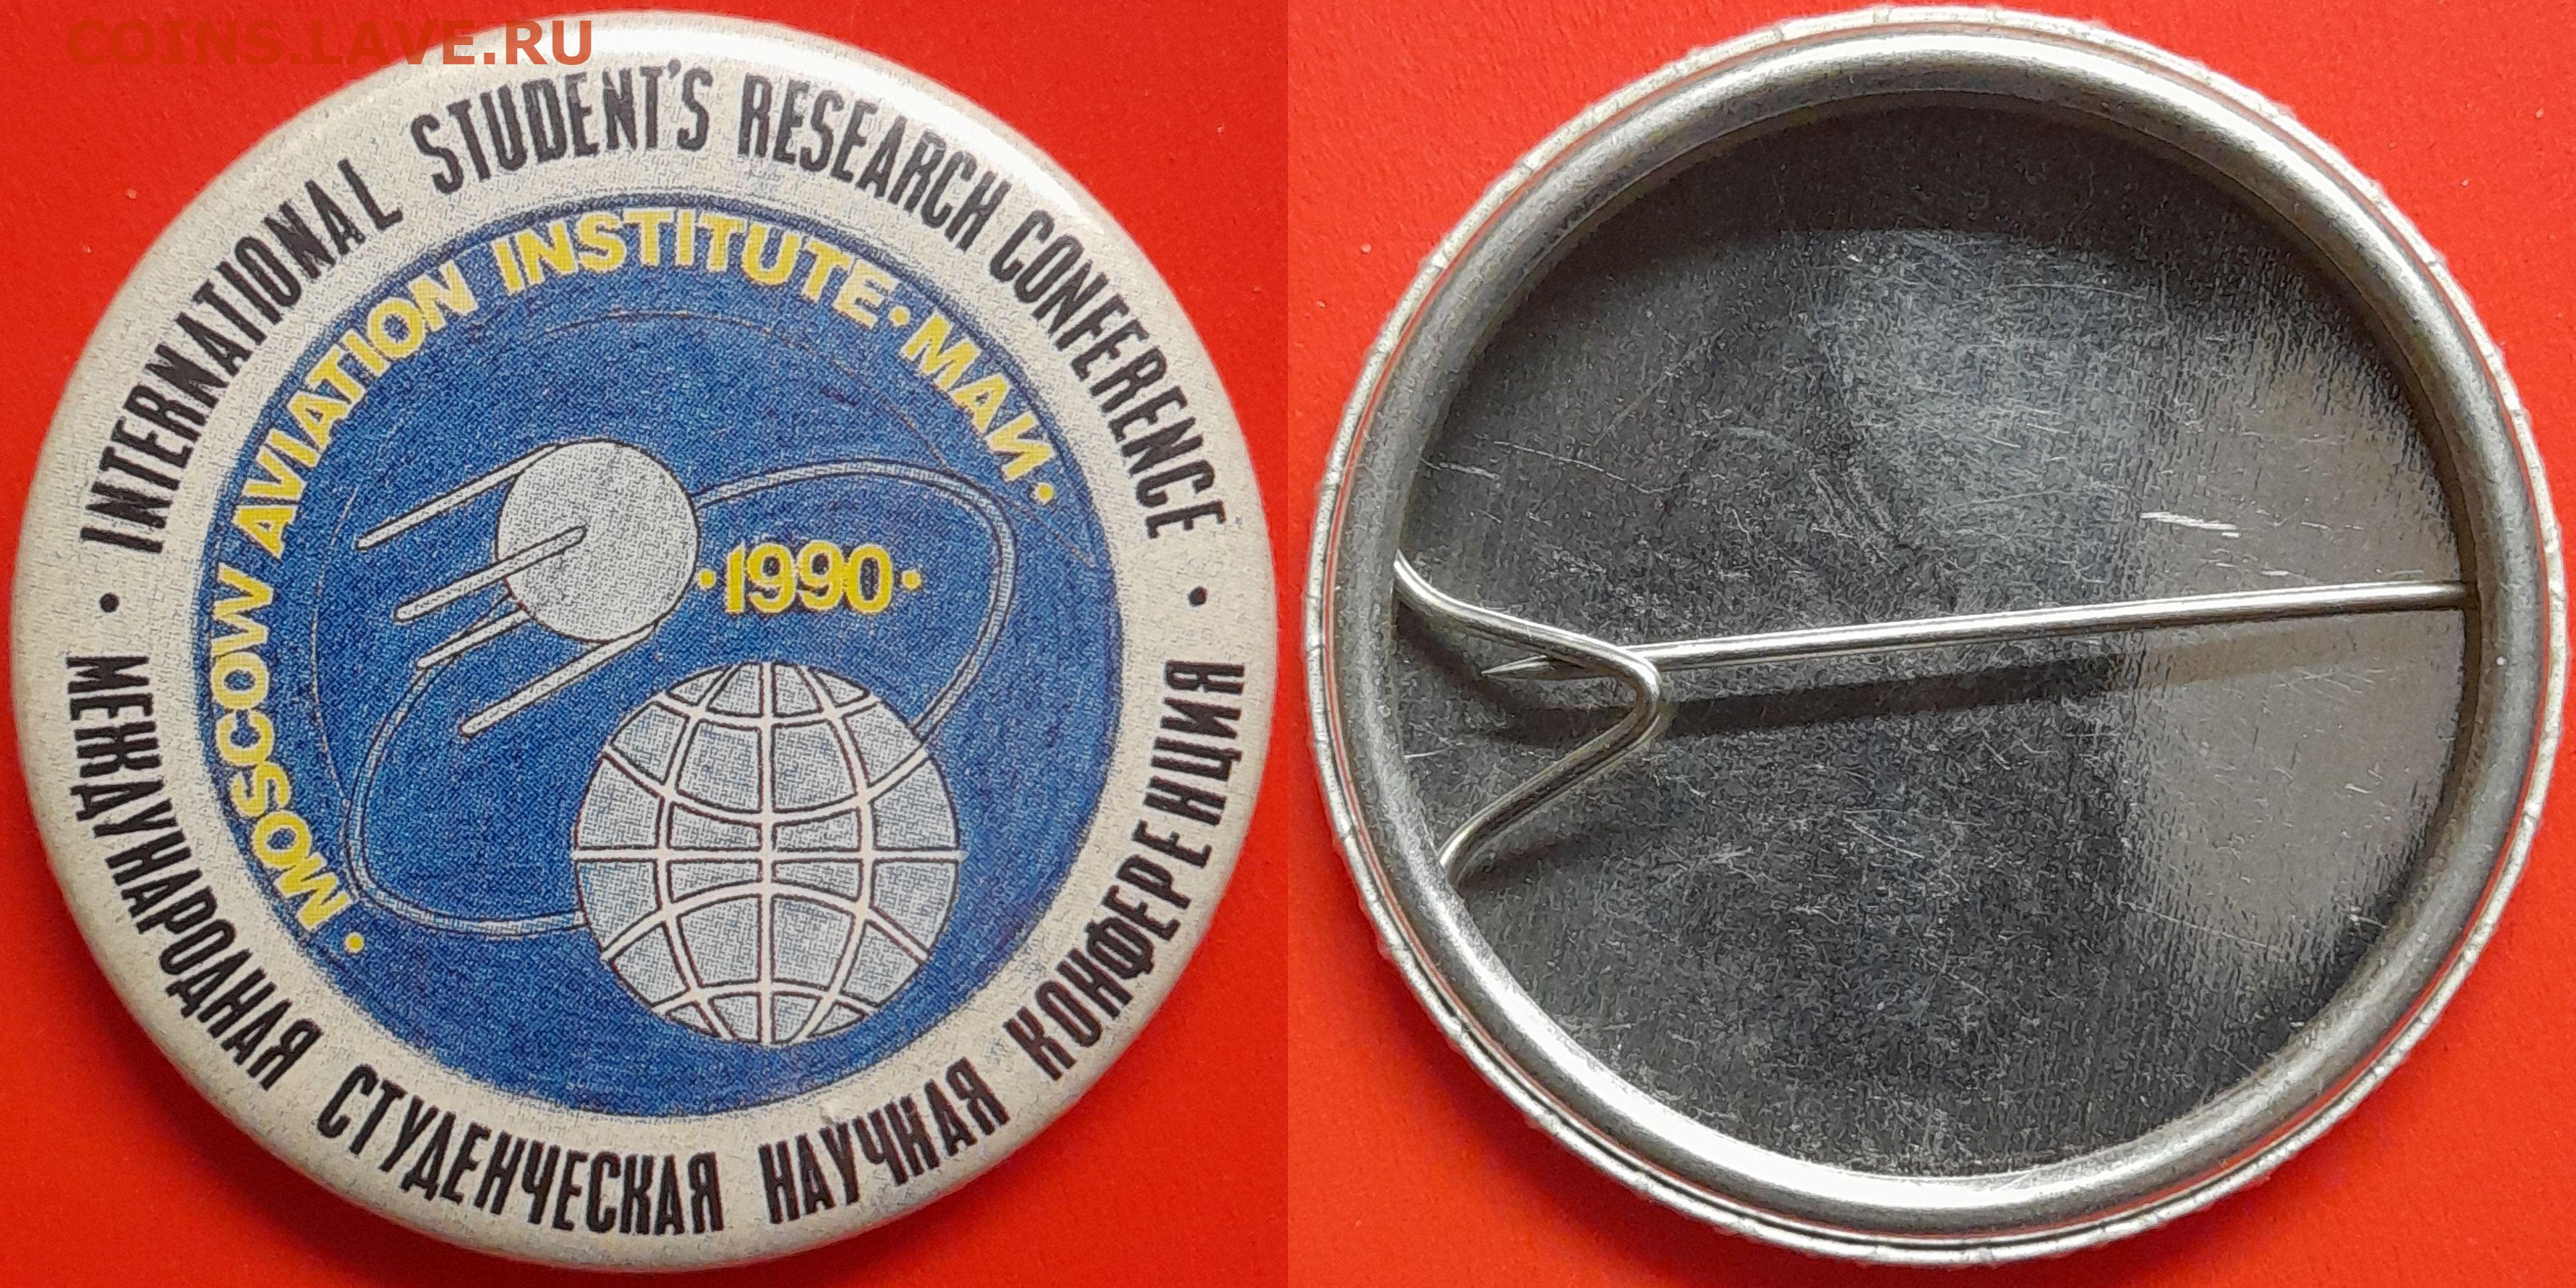 COINS.LAVE.RU
· INTERNATIONAL STUDENT'S RESEARCH CONFERENCE ·
· MOSCOW AVIATION INSTITUTE · МАИ ·
· 1990 ·
МЕЖДУНАРОДНАЯ СТУДЕНЧЕСКАЯ НАУЧНАЯ КОНФЕРЕНЦИЯ